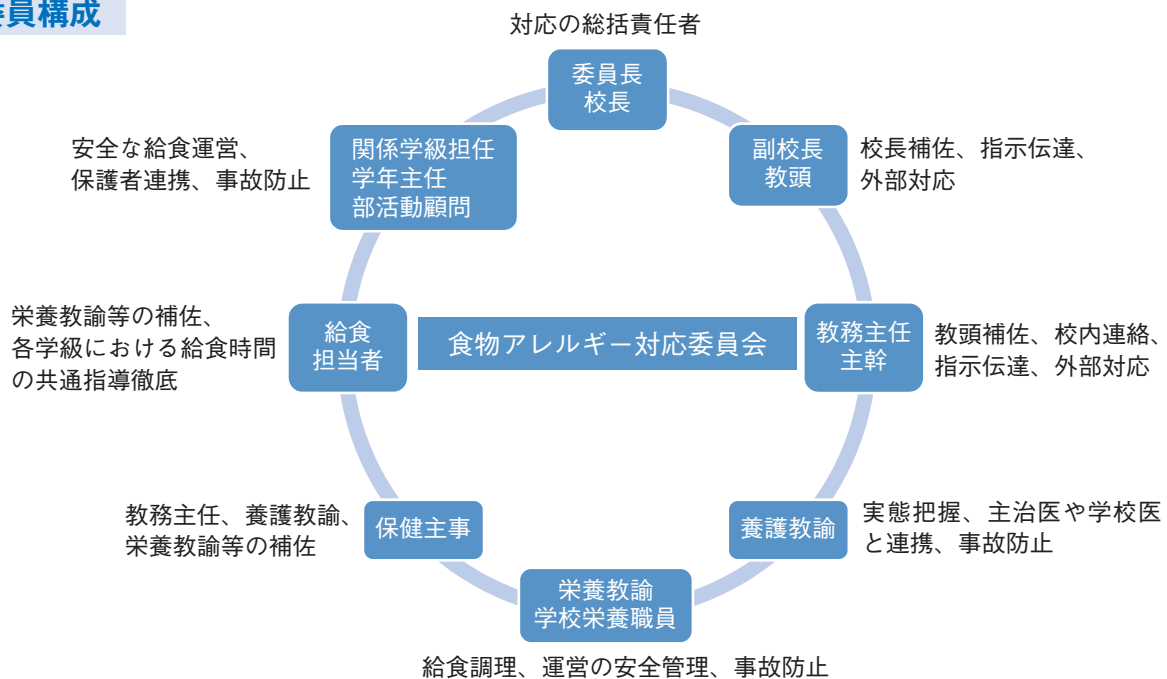 員構成
対応の総括責任者
委員長
校長
副校長
教頭
校長補佐、指示伝達、
外部対応
教務主任
主幹
教頭補佐、校内連絡、
指示伝達、外部対応
養護教諭
実態把握、主治医や学校医
と連携、事故防止
栄養教諭
学校栄養職員
給食調理、運営の安全管理、事故防止
保健主事
教務主任、養護教諭、
栄養教諭等の補佐
給食
担当者
栄養教諭等の補佐、
各学級における給食時間
の共通指導徹底
関係学級担任
学年主任
部活動顧問
安全な給食運営、
保護者連携、事故防止
食物アレルギー対応委員会